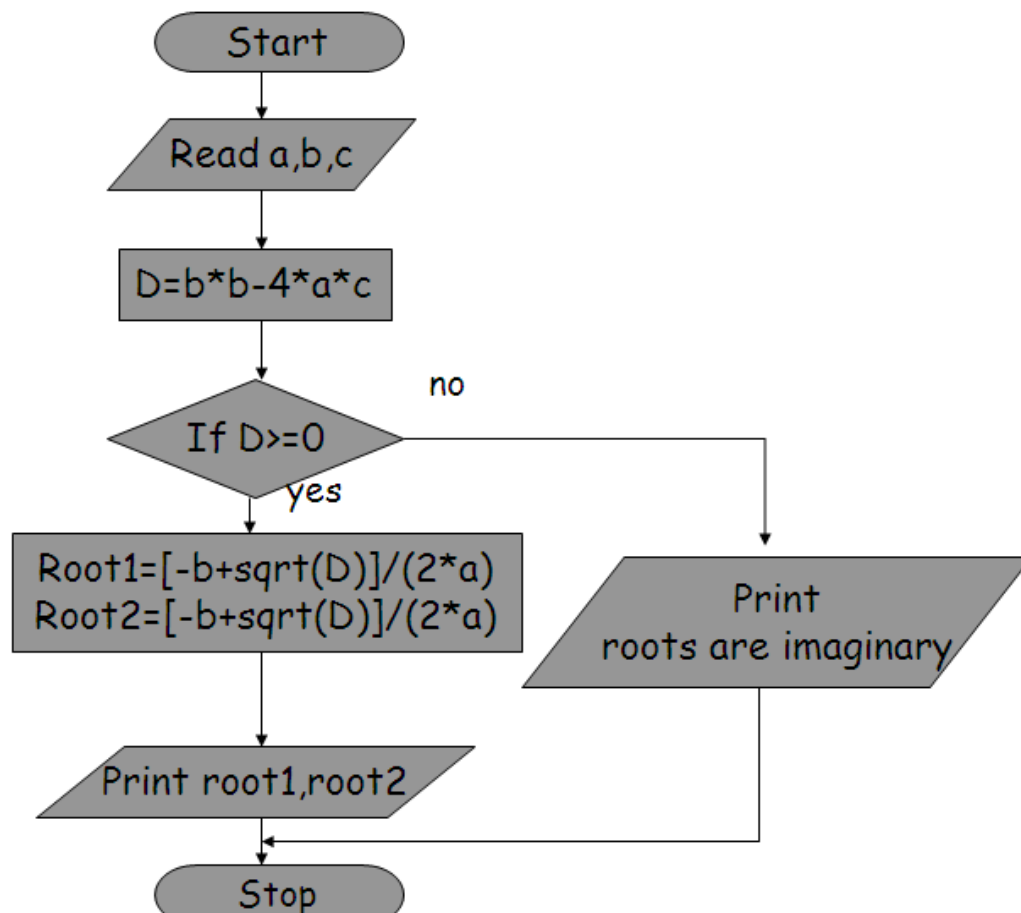 Start
Read a,b,c
D=b*b-4*a*c
no
If D>=0
yes
Root1=[-b+sqrt(D)]/(2*a)
Root2=[-b+sqrt(D)]/(2*a)
Print
roots are imaginary
Print root1,root2
Stop